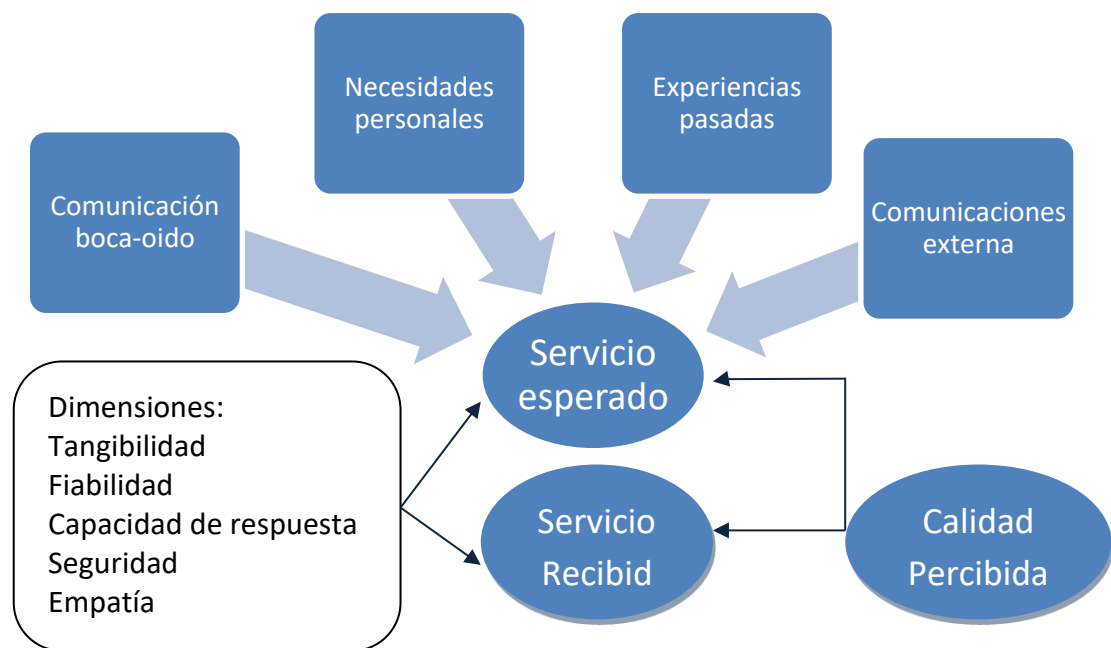 Necesidades
personales
Experiencias
pasadas
Comunicación
boca-oido
Comunicaciones
externa
Servicio
esperado
Dimensiones:
Tangibilidad
Fiabilidad
Capacidad de respuesta
Seguridad
Empatía
Servicio
Recibid
Calidad
Percibida